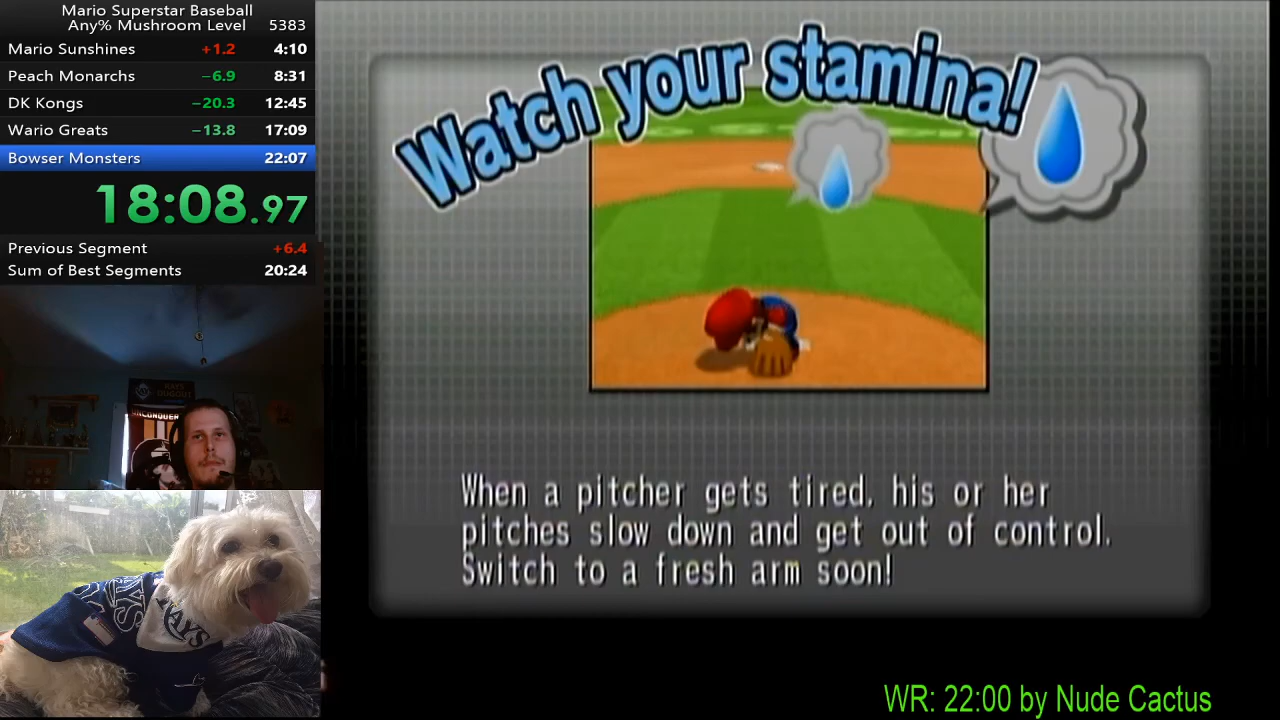 Mario Superstar Baseball
Any% Mushroom Level 5383
Mario Sunshines +1.2 4:10
Peach Monarchs −6.9 8:31
DK Kongs −20.3 12:45
Wario Greats −13.8 17:09
Bowser Monsters 22:07
18:08.97
Previous Segment +6.4
Sum of Best Segments 20:24
Watch your stamina!
When a pitcher gets tired, his or her
pitches slow down and get out of control.
Switch to a fresh arm soon!
RAYS
RAYS
WR: 22:00 by Nude Cactus